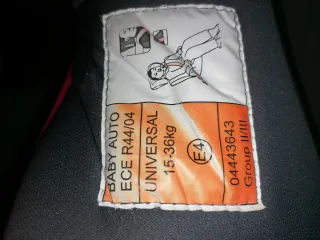 BABY AUTO
ECE R44/04
UNIVERSAL
15-36kg
E4
04443643
Group II/III